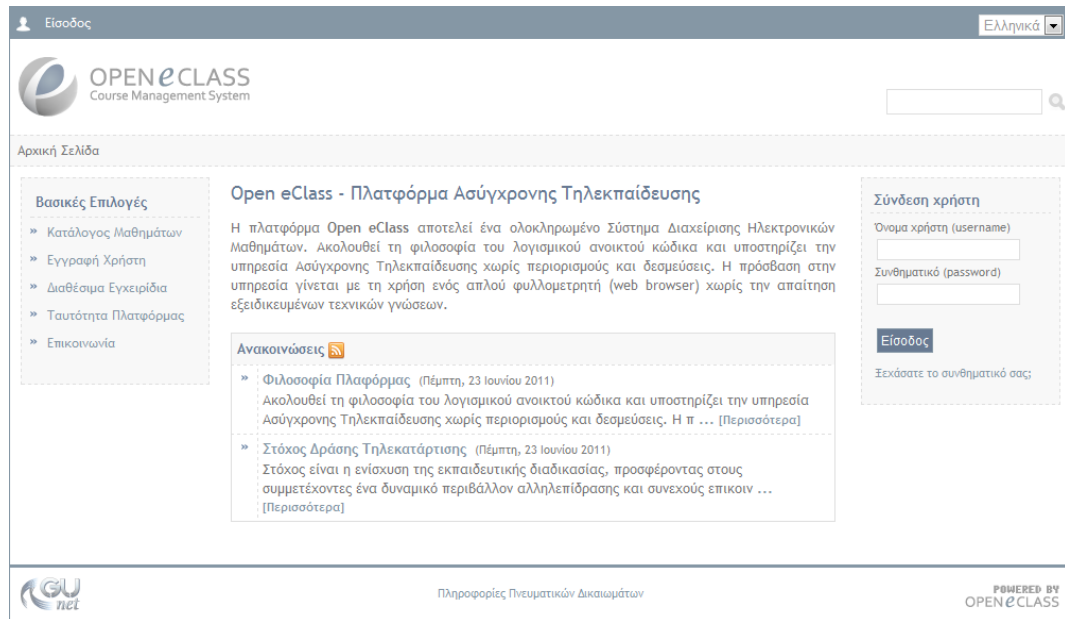 Είσοδος
Ελληνικά
OPEN eCLASS
Course Management System
Αρχική Σελίδα
Βασικές Επιλογές
» Κατάλογος Μαθημάτων
» Εγγραφή Χρήστη
» Διαθέσιμα Εγχειρίδια
» Ταυτότητα Πλατφόρμας
» Επικοινωνία
Open eClass - Πλατφόρμα Ασύγχρονης Τηλεκπαίδευσης
Η πλατφόρμα Open eClass αποτελεί ένα ολοκληρωμένο Σύστημα Διαχείρισης Ηλεκτρονικών
Μαθημάτων. Ακολουθεί τη φιλοσοφία του λογισμικού ανοικτού κώδικα και υποστηρίζει την
υπηρεσία Ασύγχρονης Τηλεκπαίδευσης χωρίς περιορισμούς και δεσμεύσεις. Η πρόσβαση στην
υπηρεσία γίνεται με τη χρήση ενός απλού φυλλομετρητή (web browser) χωρίς την απαίτηση
εξειδικευμένων τεχνικών γνώσεων.
Ανακοινώσεις
» Φιλοσοφία Πλαφόρμας (Πέμπτη, 23 Ιουνίου 2011)
Ακολουθεί τη φιλοσοφία του λογισμικού ανοικτού κώδικα και υποστηρίζει την υπηρεσία
Ασύγχρονης Τηλεκπαίδευσης χωρίς περιορισμούς και δεσμεύσεις. Η π ... [Περισσότερα]
» Στόχος Δράσης Τηλεκατάρτισης (Πέμπτη, 23 Ιουνίου 2011)
Στόχος είναι η ενίσχυση της εκπαιδευτικής διαδικασίας, προσφέροντας στους
συμμετέχοντες ένα δυναμικό περιβάλλον αλληλεπίδρασης και συνεχούς επικοιν ...
[Περισσότερα]
Σύνδεση χρήστη
Όνομα χρήστη (username)
Συνθηματικό (password)
Είσοδος
Ξεχάσατε το συνθηματικό σας;
GU
net
Πληροφορίες Πνευματικών Δικαιωμάτων
POWERED BY
OPEN eCLASS